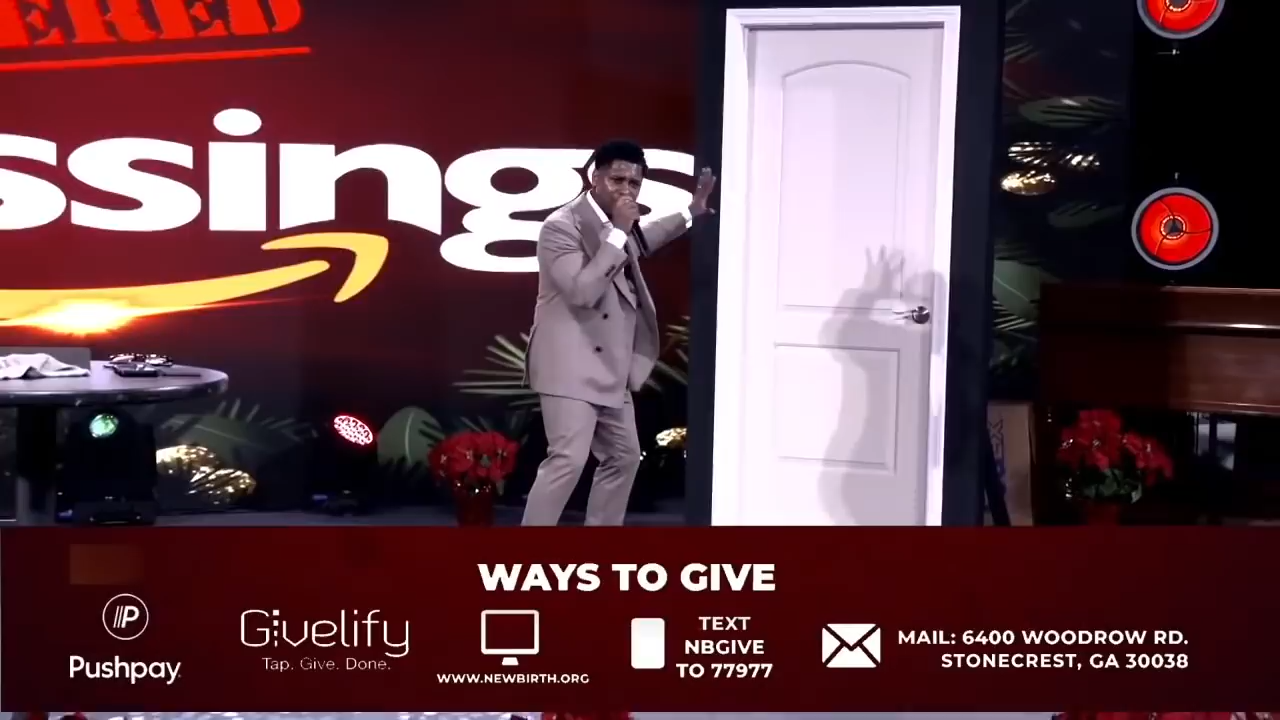 ERED
ssings
WAYS TO GIVE
Pushpay
Givelify
Tap. Give. Done.
WWW.NEWBIRTH.ORG
TEXT
NBGIVE
TO 77977
MAIL: 6400 WOODROW RD.
STONECREST, GA 30038